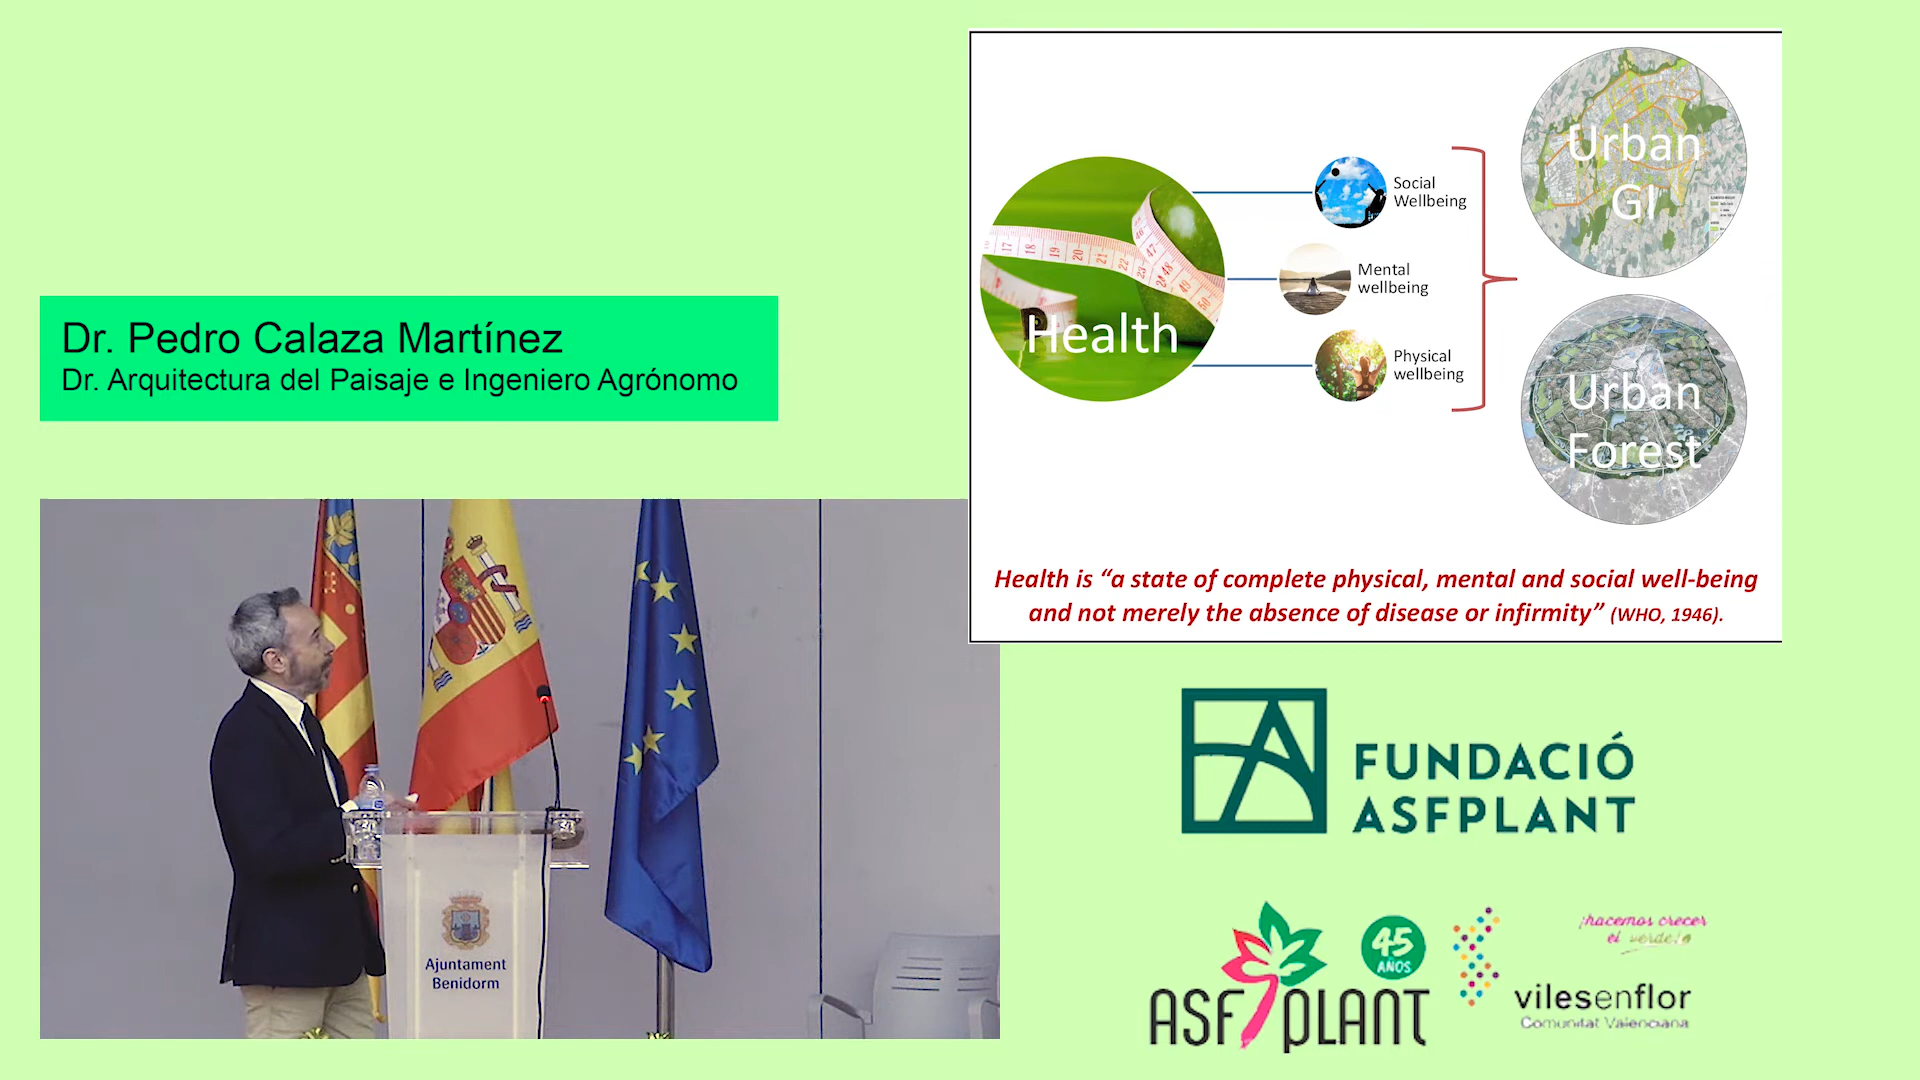 Dr. Pedro Calaza Martínez
Dr. Arquitectura del Paisaje e Ingeniero Agrónomo
Health
Social
Wellbeing
Mental
wellbeing
Physical
wellbeing
Urban
GI
Urban
Forest
Health is “a state of complete physical, mental and social well-being
and not merely the absence of disease or infirmity” (WHO, 1946).
Ajuntament
Benidorm
FUNDACIÓ
ASFPLANT
ASFPLANT
45
AÑOS
¡hacemos crecer
el verde!
vilesenflor
Comunitat Valenciana